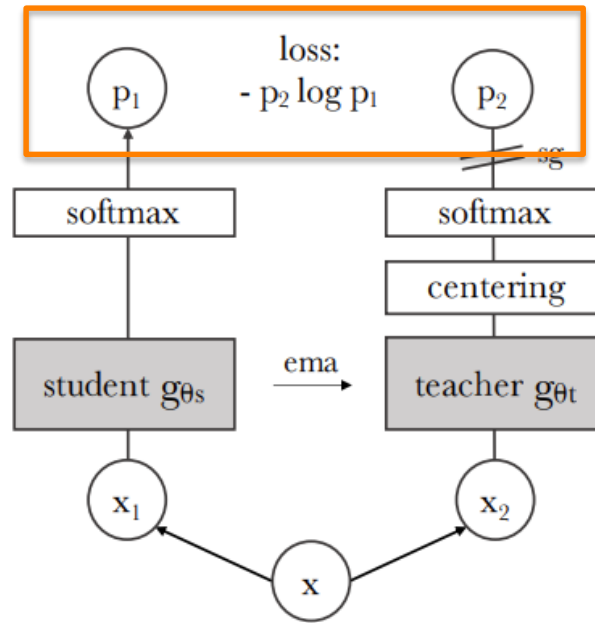 loss:
p₁ - p₂ log p₁ p₂
sg
softmax softmax
centering
ema
student gθs teacher gθt
x₁ x₂
x